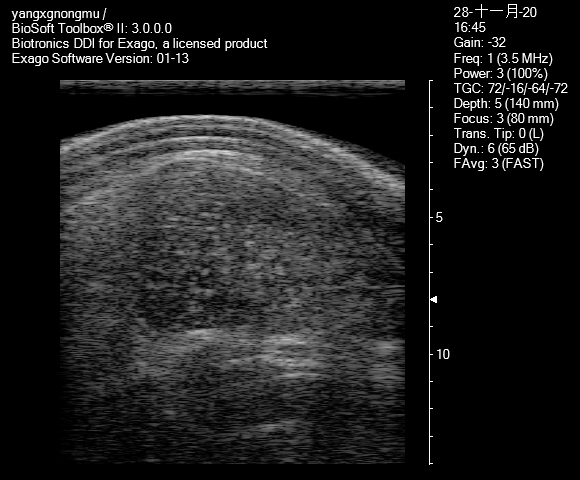 yangxgnongmu /
BioSoft Toolbox® II: 3.0.0.0
Biotronics DDI for Exago, a licensed product
Exago Software Version: 01-13
28-十一月-20
16:45
Gain: -32
Freq: 1 (3.5 MHz)
Power: 3 (100%)
TGC: 72/-16/-64/-72
Depth: 5 (140 mm)
Focus: 3 (80 mm)
Trans. Tip: 0 (L)
Dyn.: 6 (65 dB)
FAvg: 3 (FAST)
5
10